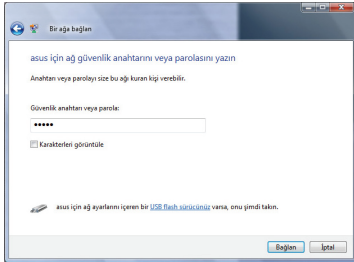 Bir ağa bağlan
asus için ağ güvenlik anahtarını veya parolasını yazın
Anahtarı veya parolayı size bu ağı kuran kişi verebilir.
Güvenlik anahtarı veya parola:
●●●●●
Karakterleri görüntüle
asus için ağ ayarlarını içeren bir USB flash sürücünüz varsa, onu şimdi takın.
Bağlan İptal